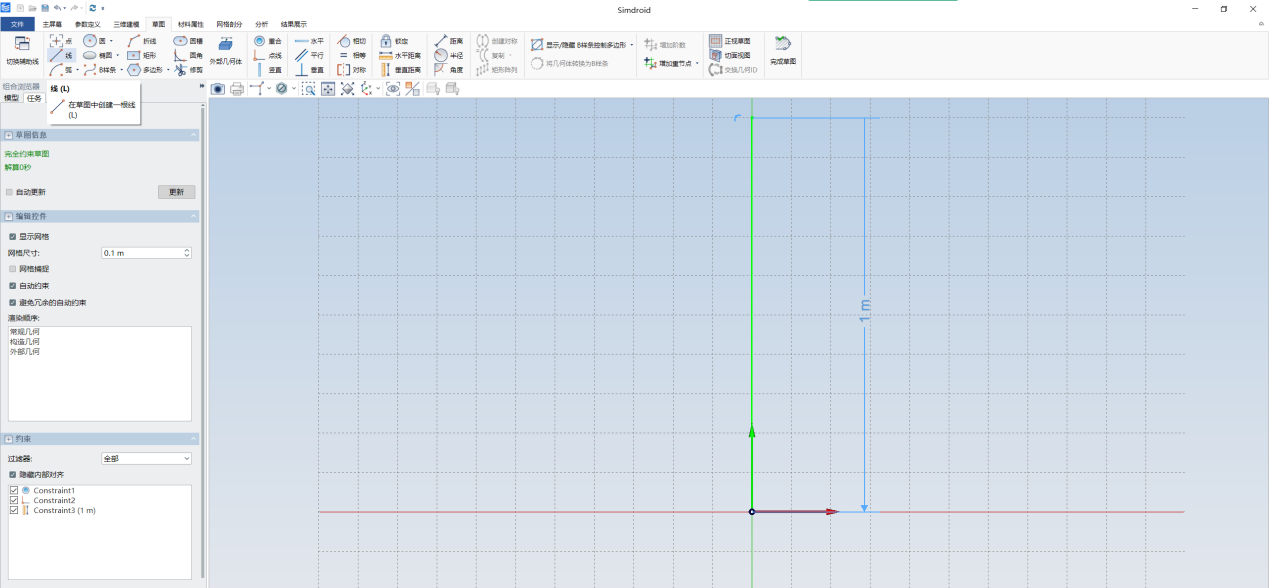 Simdroid
文件 主屏幕 参数定义 三维建模 草图 材料属性 网格剖分 分析 结果展示
切换辅助线
点 圆 折线 圆槽
线 椭圆 矩形 圆角
弧 B样条 多边形 修剪
外部几何体
重合 水平 相切 锁定 距离
点线 平行 相等 水平距离 半径
竖直 垂直 对称 垂直距离 角度
创建对称
复制
矩形阵列
显示/隐藏 B样条控制多边形
将几何体转换为B样条
增加阶数
增加重节点
正视草图
切面视图
交换几何ID
完成草图
组合浏览器
模型 任务
线 (L)
在草图中创建一根线
(L)
草图信息
完全约束草图
解算0秒
自动更新 更新
编辑控件
显示网格
网格尺寸: 0.1 m
网格捕捉
自动约束
避免冗余的自动约束
渲染顺序:
常规几何
构造几何
外部几何
约束
过滤器: 全部
隐藏内部对齐
Constraint1
Constraint2
Constraint3 (1 m)
1 m